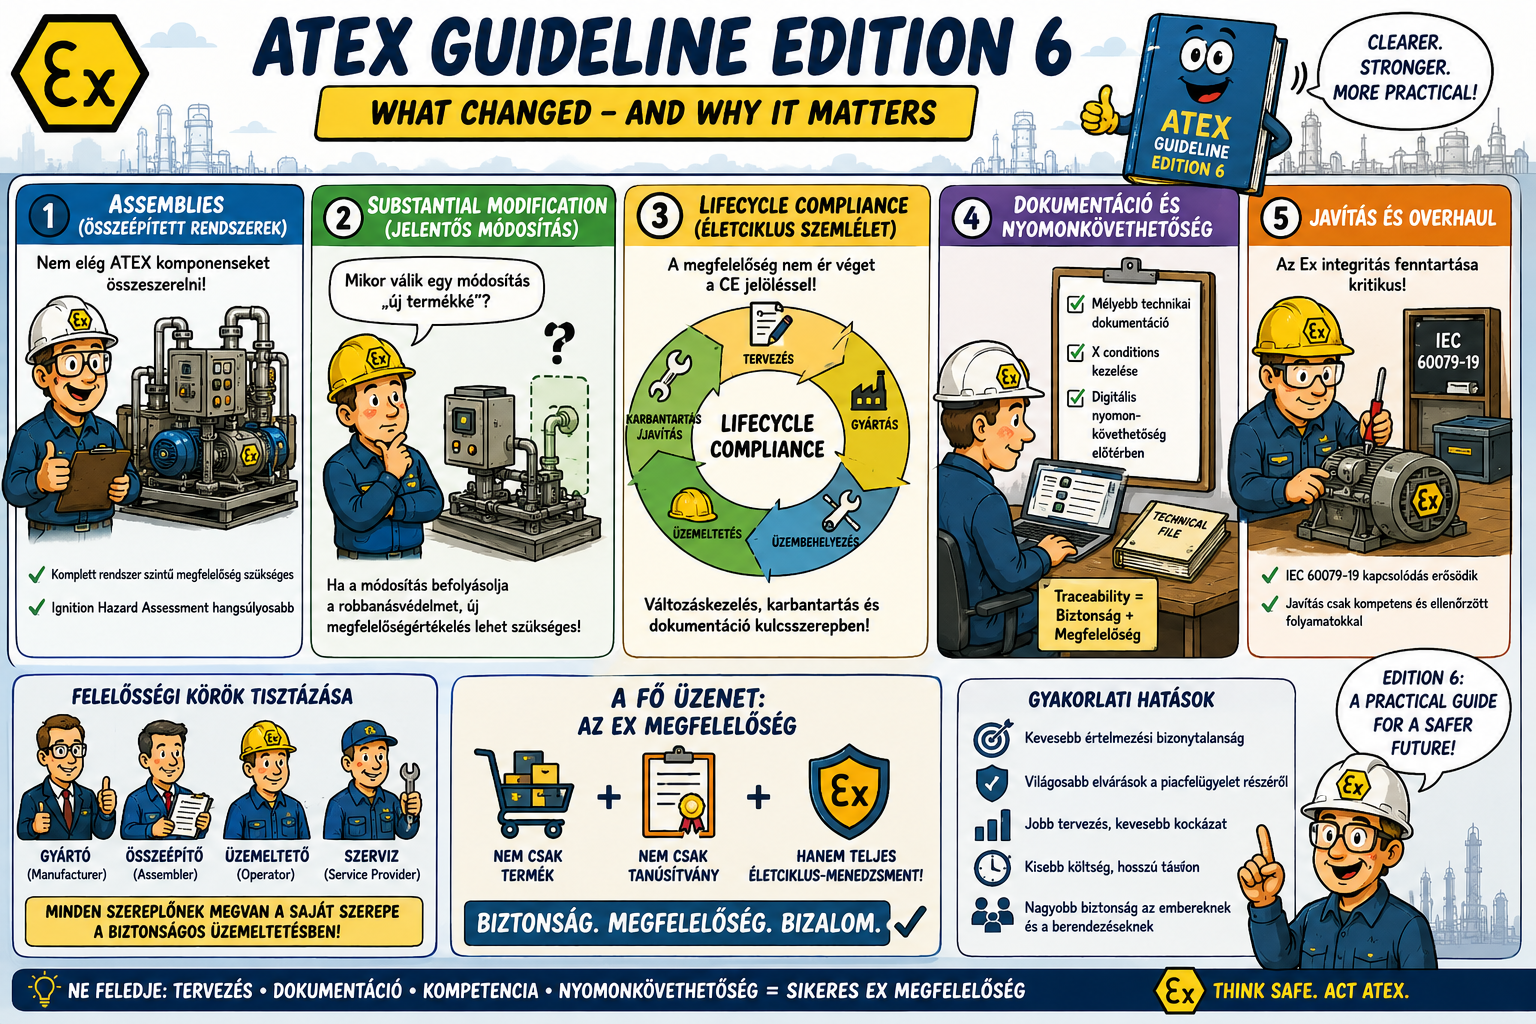 Ex
ATEX GUIDELINE EDITION 6
WHAT CHANGED – AND WHY IT MATTERS
ATEX
GUIDELINE
EDITION 6
CLEARER.
STRONGER.
MORE PRACTICAL!
1
ASSEMBLIES
(ÖSSZEÉPÍTETT RENDSZEREK)
Nem elég ATEX komponenseket
összeszerelni!
Ex
Ex
Komplett rendszer szintű megfelelőség szükséges
Ignition Hazard Assessment hangsúlyosabb
2
SUBSTANTIAL MODIFICATION
(JELENTŐS MÓDOSÍTÁS)
Mikor válik egy módosítás
„új termékké”?
?
Ex
Ha a módosítás befolyásolja
a robbanásvédelmet, új
megfelelőségértékelés lehet szükséges!
3
LIFECYCLE COMPLIANCE
(ÉLETCIKLUS SZEMLÉLET)
A megfelelőség nem ér véget
a CE jelöléssel!
TERVEZÉS
GYÁRTÁS
ÜZEMBEHELYEZÉS
ÜZEMELTETÉS
KARBANTARTÁS
/JAVÍTÁS
LIFECYCLE
COMPLIANCE
Változáskezelés, karbantartás és
dokumentáció kulcsszerepben!
4
DOKUMENTÁCIÓ ÉS
NYOMONKÖVETHETŐSÉG
Mélyebb technikai
dokumentáció
X conditions
kezelése
Digitális
nyomon-
követhetőség
előtérben
Ex
TECHNICAL
FILE
Traceability =
Biztonság +
Megfelelőség
5
JAVÍTÁS ÉS OVERHAUL
Az Ex integritás fenntartása
kritikus!
Ex
IEC
60079-19
Ex
IEC 60079-19 kapcsolódás erősödik
Javítás csak kompetens és ellenőrzött
folyamatokkal
FELELŐSSÉGI KÖRÖK TISZTÁZÁSA
Ex
GYÁRTÓ
(Manufacturer)
ÖSSZEÉPÍTŐ
(Assembler)
ÜZEMELTETŐ
(Operator)
SZERVIZ
(Service Provider)
MINDEN SZEREPLŐNEK MEGVAN A SAJÁT SZEREPE
A BIZTONSÁGOS ÜZEMELTETÉSBEN!
A FŐ ÜZENET:
AZ EX MEGFELELŐSÉG
+
+
Ex
NEM CSAK
TERMÉK
NEM CSAK
TANÚSÍTVÁNY
HANEM TELJES
ÉLETCIKLUS-MENEDZSMENT!
BIZTONSÁG. MEGFELELŐSÉG. BIZALOM.
GYAKORLATI HATÁSOK
Kevesebb értelmezési bizonytalanság
Világosabb elvárások a piacfelügyelet részéről
Jobb tervezés, kevesebb kockázat
Kisebb költség, hosszú
Nagyobb biztonság az embereknek
és a berendezéseknek
EDITION 6:
A PRACTICAL GUIDE
FOR A SAFER
FUTURE!
Ex
NE FELEDJE: TERVEZÉS • DOKUMENTÁCIÓ • KOMPETENCIA • NYOMONKÖVETHETŐSÉG = SIKERES EX MEGFELELŐSÉG
Ex
THINK SAFE. ACT ATEX.